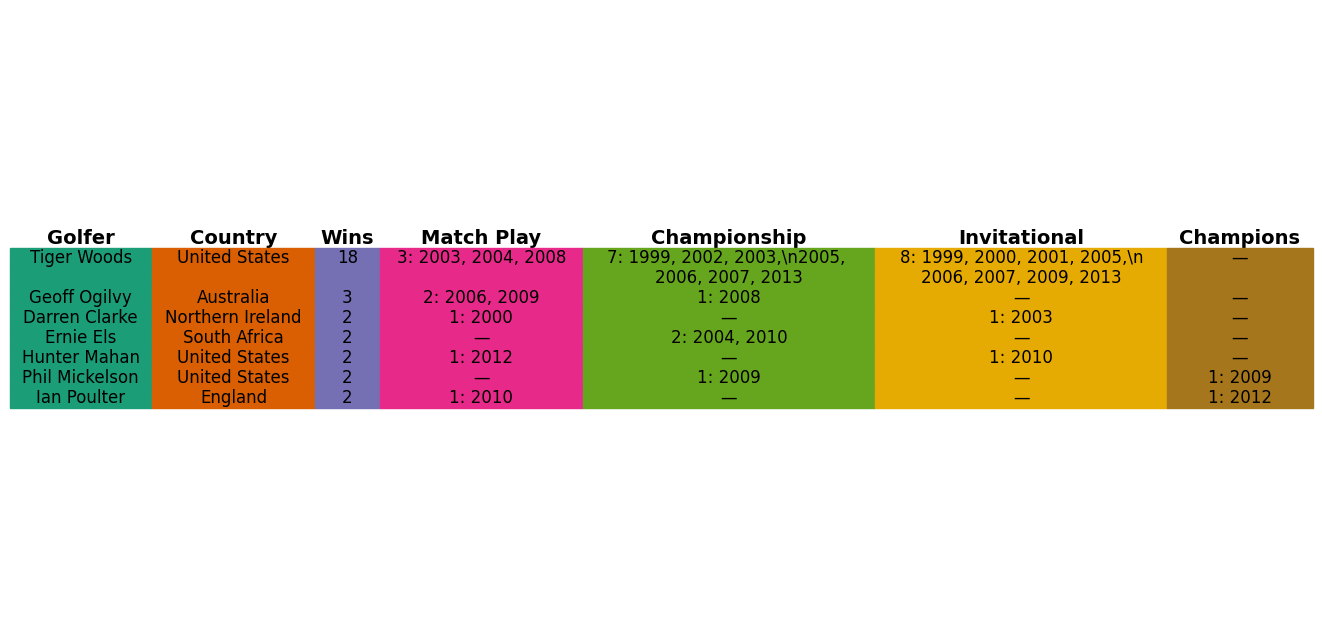 Golfer Country Wins Match Play Championship Invitational Champions
Tiger Woods United States 18 3: 2003, 2004, 2008 7: 1999, 2002, 2003,\n2005, 8: 1999, 2000, 2001, 2005,\n —
2006, 2007, 2013 2006, 2007, 2009, 2013
Geoff Ogilvy Australia 3 2: 2006, 2009 1: 2008 — —
Darren Clarke Northern Ireland 2 1: 2000 — 1: 2003 —
Ernie Els South Africa 2 — 2: 2004, 2010 — —
Hunter Mahan United States 2 1: 2012 — 1: 2010 —
Phil Mickelson United States 2 — 1: 2009 — 1: 2009
Ian Poulter England 2 1: 2010 — — 1: 2012